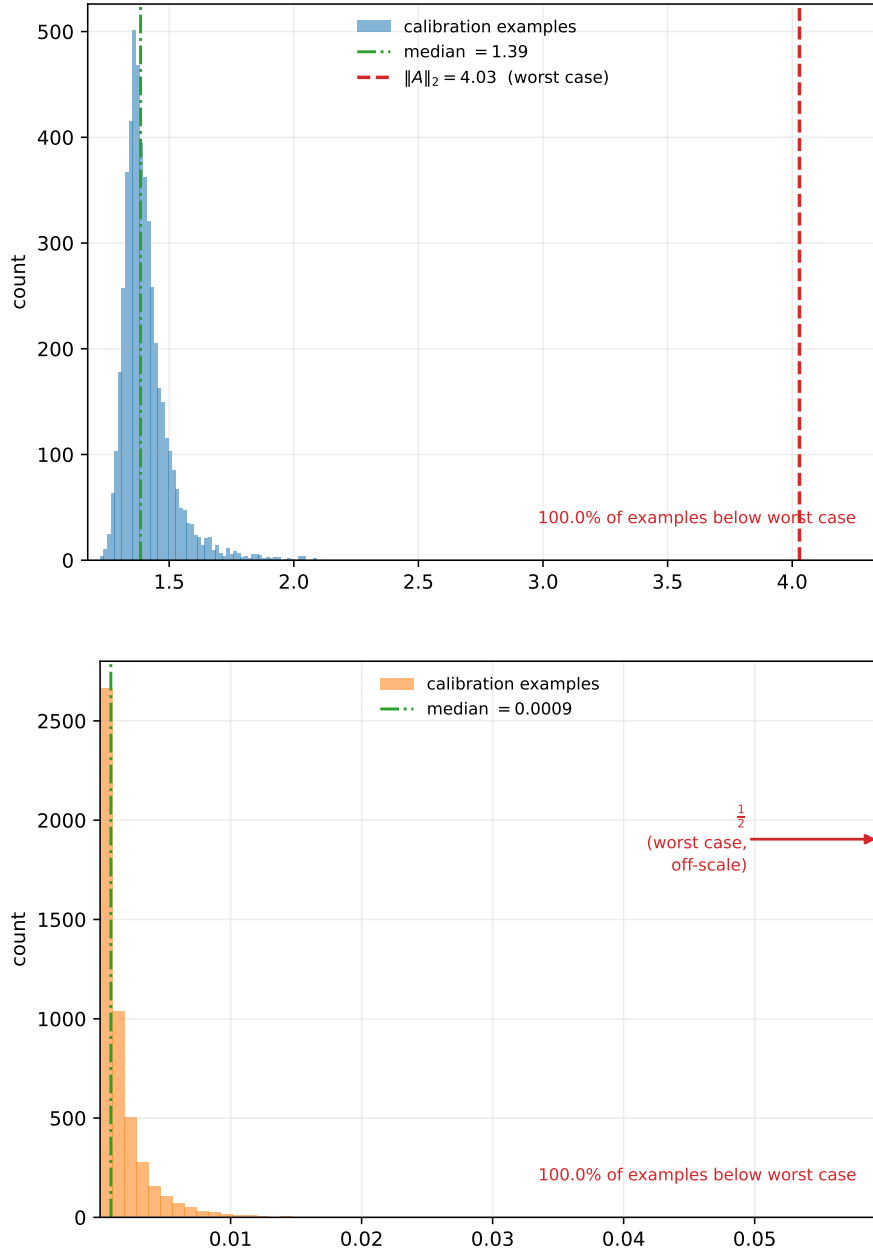 500
400
300
200
100
0
count
calibration examples
median = 1.39
‖A‖₂ = 4.03 (worst case)
100.0% of examples below worst case
1.5 2.0 2.5 3.0 3.5 4.0
2500
2000
1500
1000
500
0
count
calibration examples
median = 0.0009
1/2
(worst case,
off-scale)
100.0% of examples below worst case
0.01 0.02 0.03 0.04 0.05